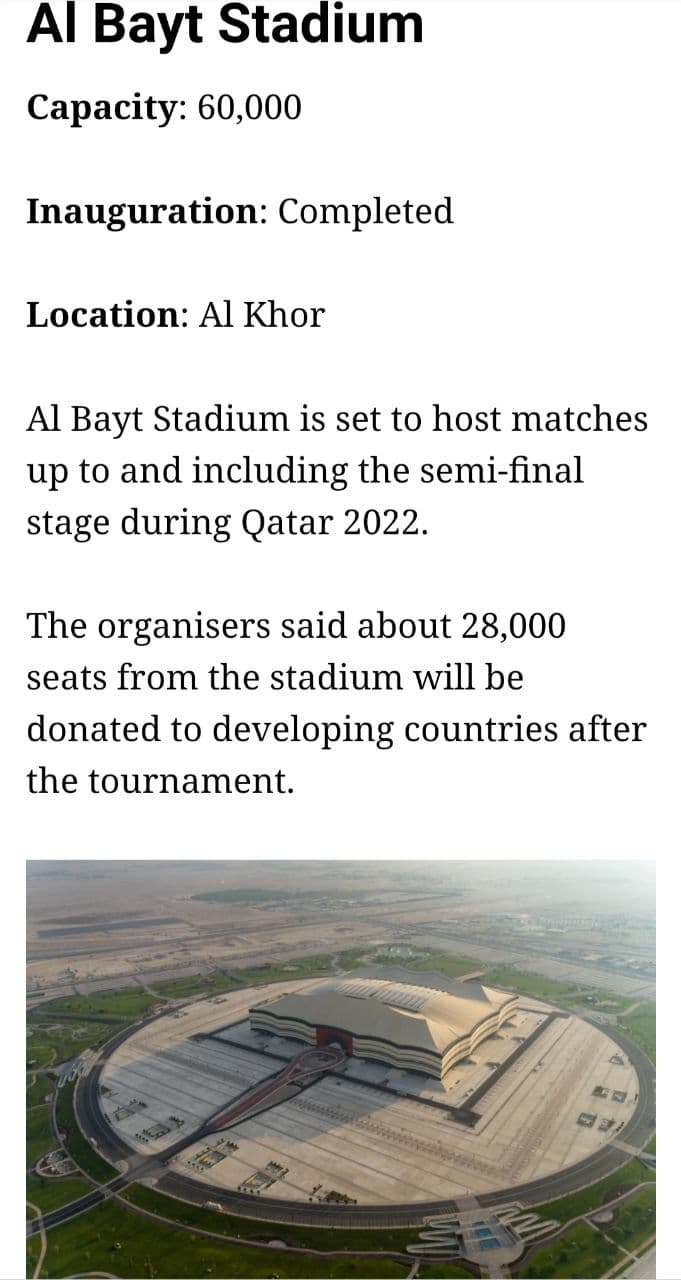 Al Bayt Stadium
Capacity: 60,000
Inauguration: Completed
Location: Al Khor
Al Bayt Stadium is set to host matches
up to and including the semi-final
stage during Qatar 2022.
The organisers said about 28,000
seats from the stadium will be
donated to developing countries after
the tournament.